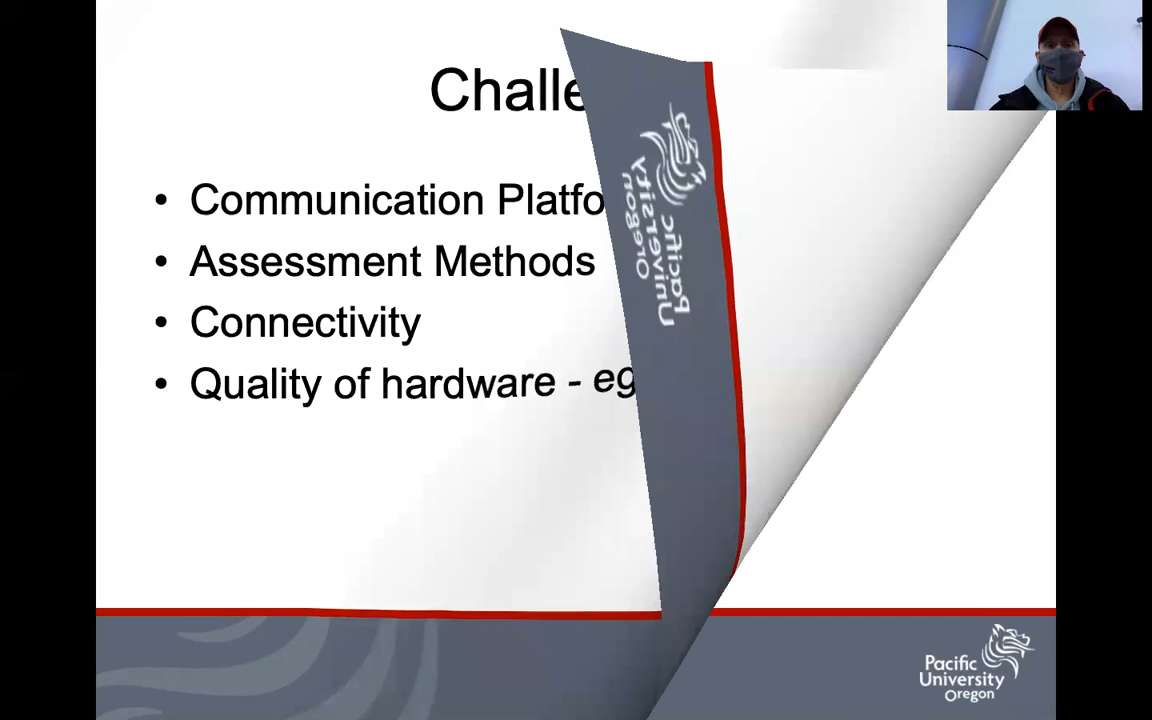 Challe
• Communication Platfo
• Assessment Methods
• Connectivity
• Quality of hardware - eg
Pacific
University
Oregon
Pacific
University
Oregon